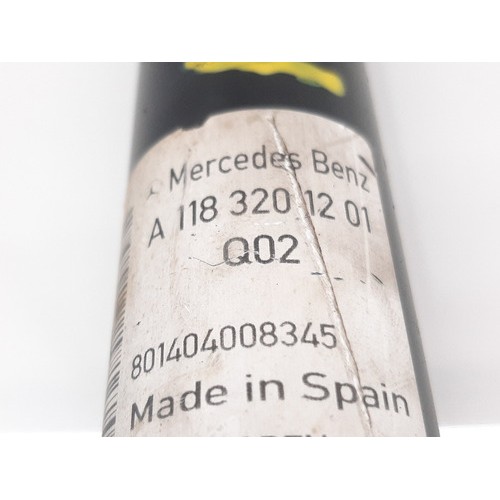 Mercedes Benz
A 118 320 12 01
Q02
801404008345
Made in Spain